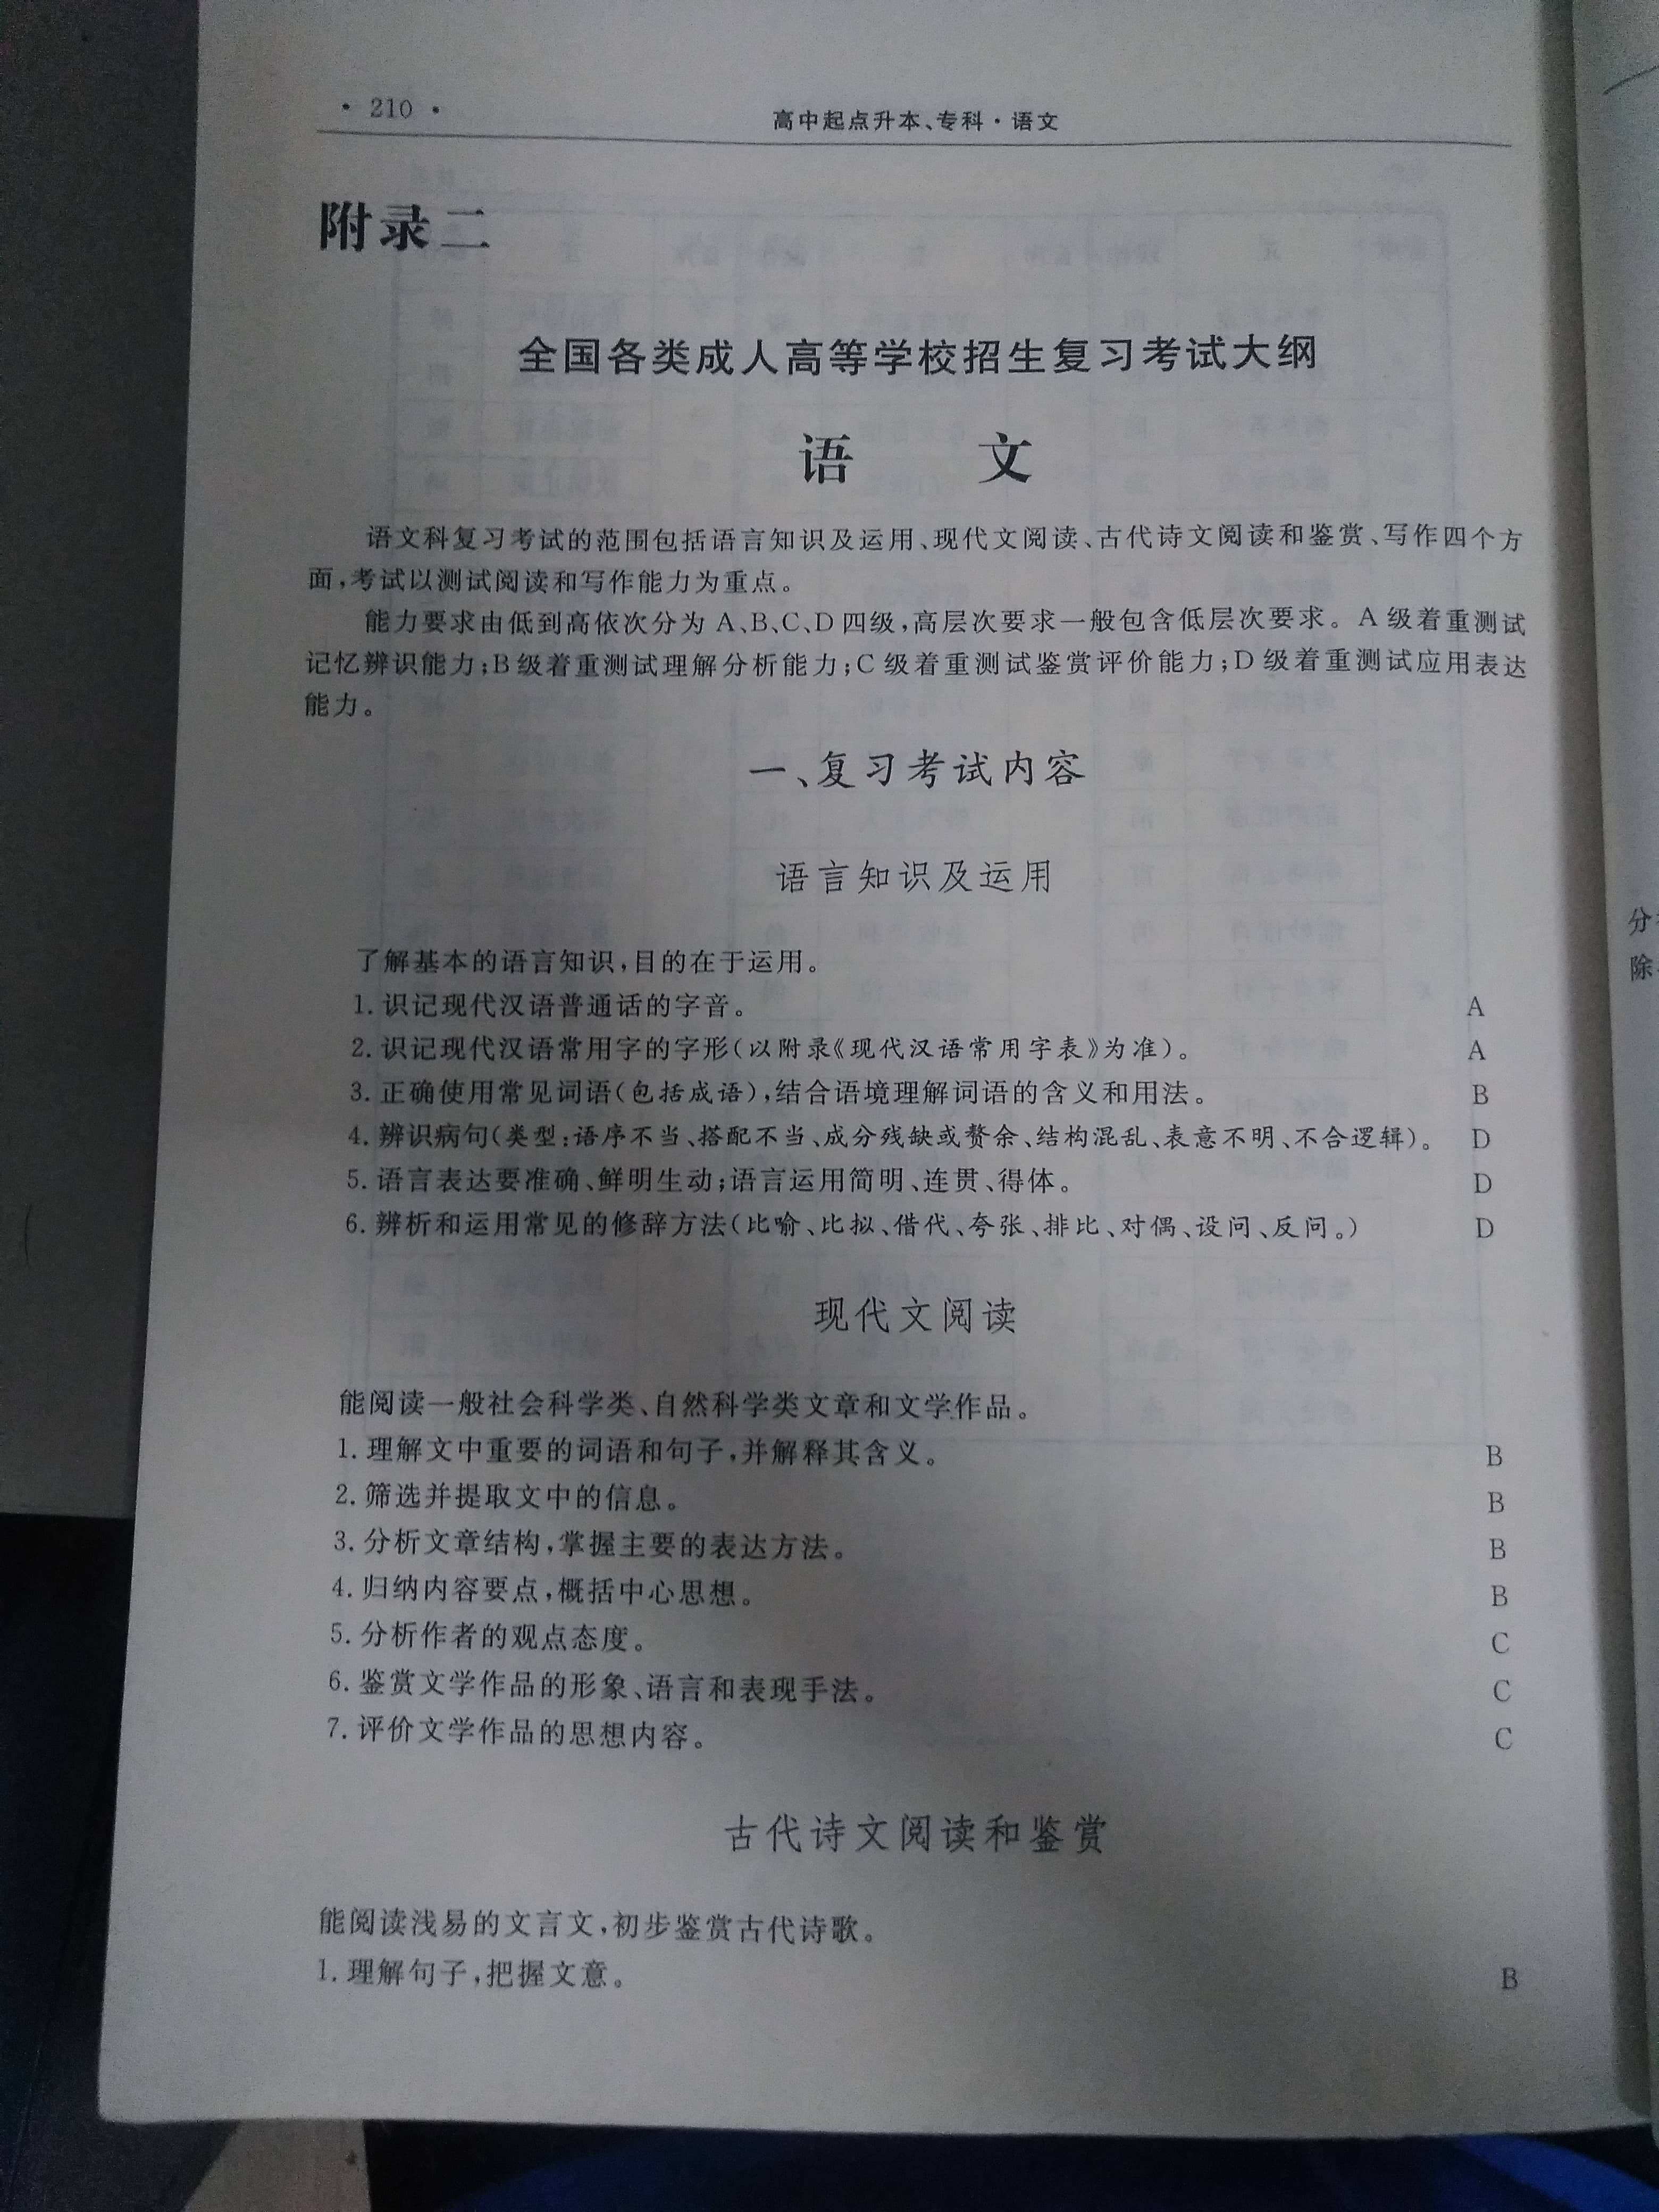 · 210 ·
高中起点升本、专科·语文
附录二
全国各类成人高等学校招生复习考试大纲
语 文
语文科复习考试的范围包括语言知识及运用、现代文阅读、古代诗文阅读和鉴赏、写作四个方
面,考试以测试阅读和写作能力为重点。
能力要求由低到高依次分为 A、B、C、D 四级,高层次要求一般包含低层次要求。A 级着重测试
记忆辨识能力;B 级着重测试理解分析能力;C 级着重测试鉴赏评价能力;D 级着重测试应用表达
能力。
一、复习考试内容
语言知识及运用
了解基本的语言知识,目的在于运用。
1. 识记现代汉语普通话的字音。 A
2. 识记现代汉语常用字的字形(以附录《现代汉语常用字表》为准)。 A
3. 正确使用常见词语(包括成语),结合语境理解词语的含义和用法。 B
4. 辨识病句(类型:语序不当、搭配不当、成分残缺或赘余、结构混乱、表意不明、不合逻辑)。 D
5. 语言表达要准确、鲜明生动;语言运用简明、连贯、得体。 D
6. 辨析和运用常见的修辞方法(比喻、比拟、借代、夸张、排比、对偶、设问、反问。) D
现代文阅读
能阅读一般社会科学类、自然科学类文章和文学作品。
1. 理解文中重要的词语和句子,并解释其含义。 B
2. 筛选并提取文中的信息。 B
3. 分析文章结构,掌握主要的表达方法。 B
4. 归纳内容要点,概括中心思想。 B
5. 分析作者的观点态度。 C
6. 鉴赏文学作品的形象、语言和表现手法。 C
7. 评价文学作品的思想内容。 C
古代诗文阅读和鉴赏
能阅读浅易的文言文,初步鉴赏古代诗歌。
1. 理解句子,把握文意。 B
分
除